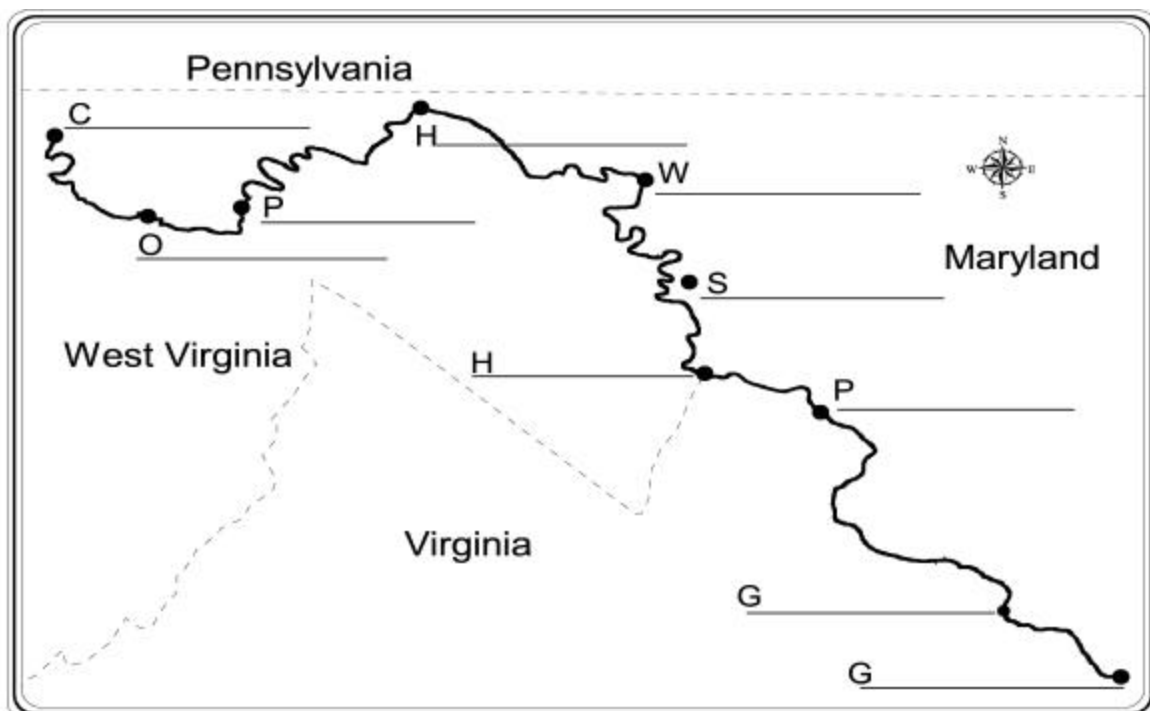 Pennsylvania
C
H
N
W
W E
P
S
O
Maryland
S
West Virginia
H
P
Virginia
G
G